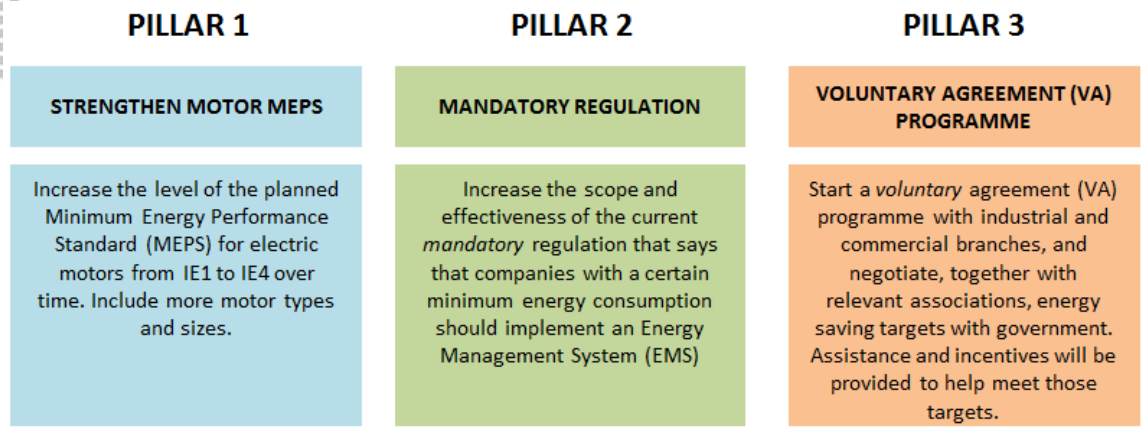 PILLAR 1
STRENGTHEN MOTOR MEPS
Increase the level of the planned
Minimum Energy Performance
Standard (MEPS) for electric
motors from IE1 to IE4 over
time. Include more motor types
and sizes.
PILLAR 2
MANDATORY REGULATION
Increase the scope and
effectiveness of the current
mandatory regulation that says
that companies with a certain
minimum energy consumption
should implement an Energy
Management System (EMS)
PILLAR 3
VOLUNTARY AGREEMENT (VA)
PROGRAMME
Start a voluntary agreement (VA)
programme with industrial and
commercial branches, and
negotiate, together with
relevant associations, energy
saving targets with government.
Assistance and incentives will be
provided to help meet those
targets.